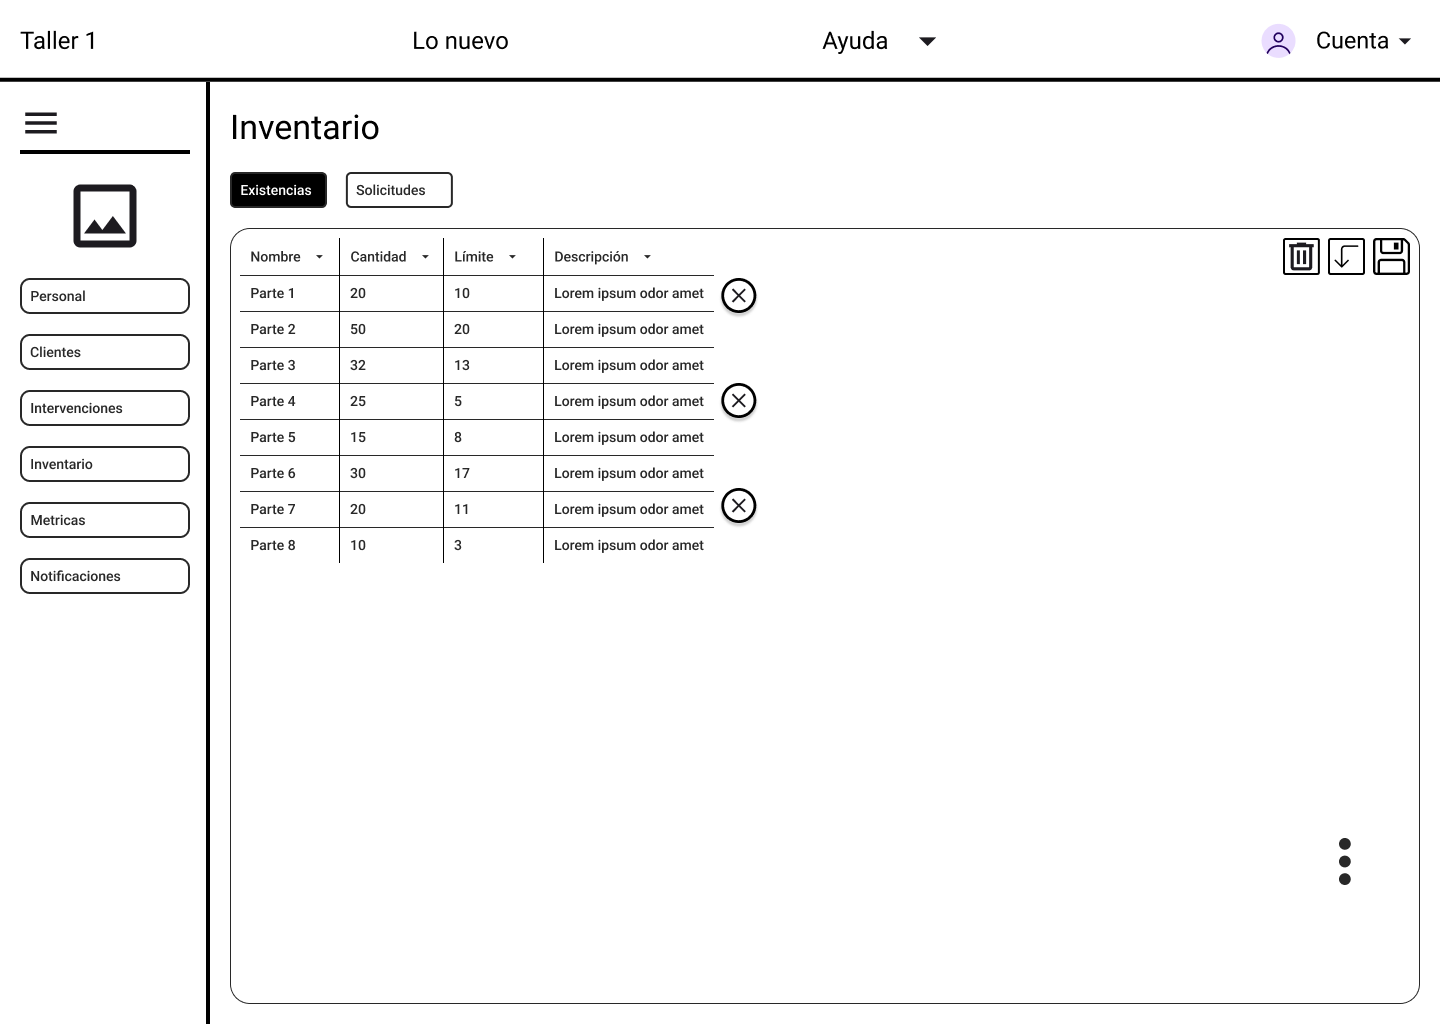 Taller 1
Lo nuevo
Ayuda
Cuenta
Inventario
Existencias
Solicitudes
Personal
Clientes
Intervenciones
Inventario
Metricas
Notificaciones
Nombre Cantidad Límite Descripción
Parte 1 20 10 Lorem ipsum odor amet
Parte 2 50 20 Lorem ipsum odor amet
Parte 3 32 13 Lorem ipsum odor amet
Parte 4 25 5 Lorem ipsum odor amet
Parte 5 15 8 Lorem ipsum odor amet
Parte 6 30 17 Lorem ipsum odor amet
Parte 7 20 11 Lorem ipsum odor amet
Parte 8 10 3 Lorem ipsum odor amet